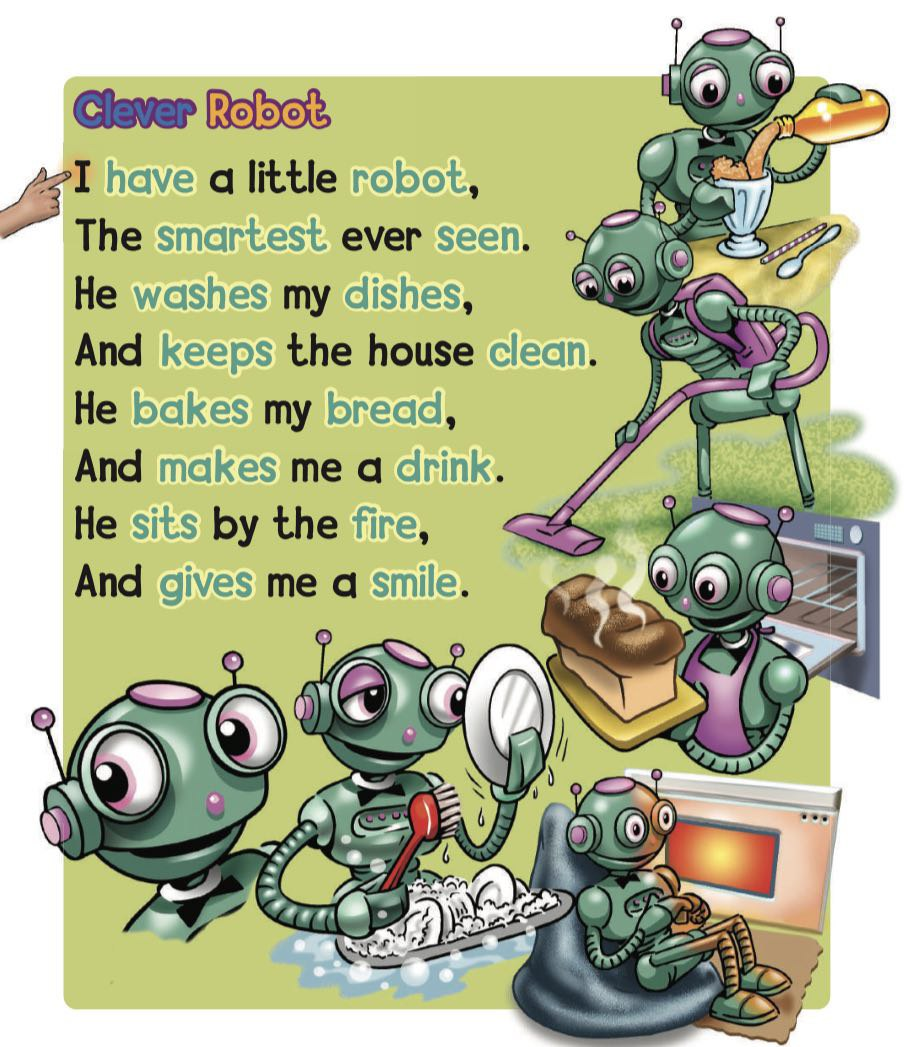 Clever Robot
I have a little robot,
The smartest ever seen.
He washes my dishes,
And keeps the house clean.
He bakes my bread,
And makes me a drink.
He sits by the fire,
And gives me a smile.